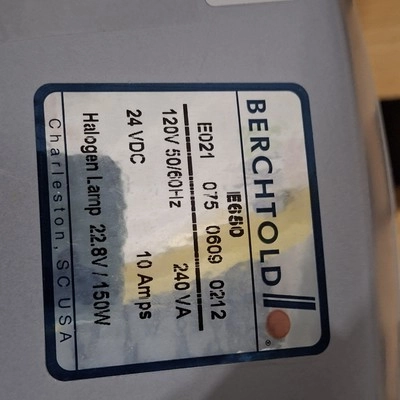 BERCHTOLD ®
E650
IE021 075 0609 0212
120V 50/60Hz 240 VA
24 VDC 10 Amps
Halogen Lamp 22.8V / 150W
Charleston, SC USA